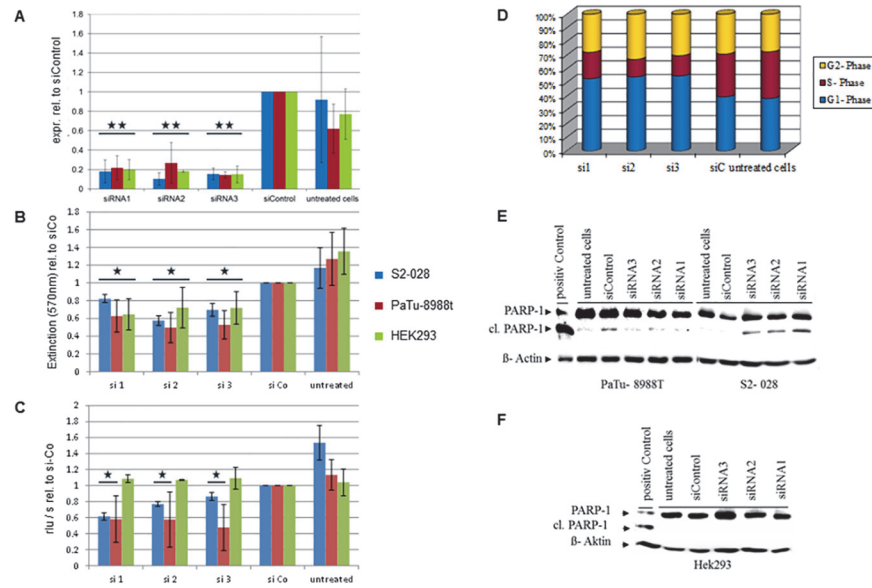 A
expr. rel. to siControl
1.8
1.6
1.4
1.2
1
0.8
0.6
0.4
0.2
0
★★ ★★ ★★
siRNA1 siRNA2 siRNA3 siControl untreated cells
B
Extinction (570nm) rel. to siCo
1.8
1.6
1.4
1.2
1
0.8
0.6
0.4
0.2
0
★ ★ ★
si 1 si 2 si 3 si Co untreated
S2-028
PaTu-8988t
HEK293
C
rlu / s rel. to si-Co
2
1.8
1.6
1.4
1.2
1
0.8
0.6
0.4
0.2
0
★ ★ ★
si 1 si 2 si 3 si Co untreated
D
100%
90%
80%
70%
60%
50%
40%
30%
20%
10%
0%
si1 si2 si3 siC untreated cells
G2- Phase
S- Phase
G1- Phase
E
positiv Control untreated cells siControl siRNA3 siRNA2 siRNA1 untreated cells siControl siRNA3 siRNA2 siRNA1
PARP-1
cl. PARP-1
ß- Actin
PaTu- 8988T S2- 028
F
positiv Control untreated cells siControl siRNA3 siRNA2 siRNA1
PARP-1
cl. PARP-1
ß- Aktin
Hek293